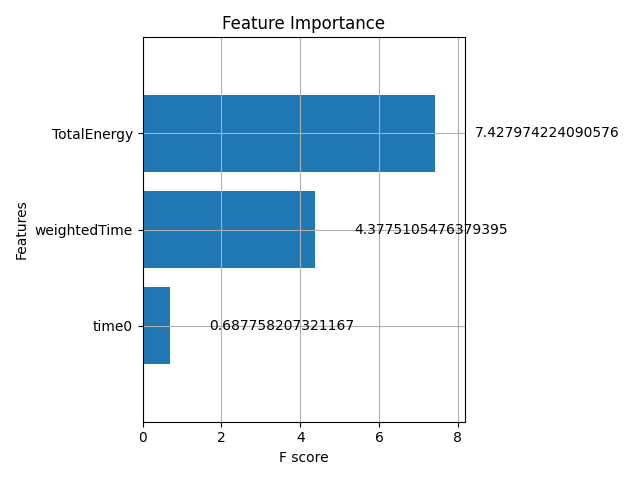 Feature Importance
TotalEnergy
7.427974224090576
weightedTime
4.3775105476379395
time0
0.687758207321167
Features
0 2 4 6 8
F score